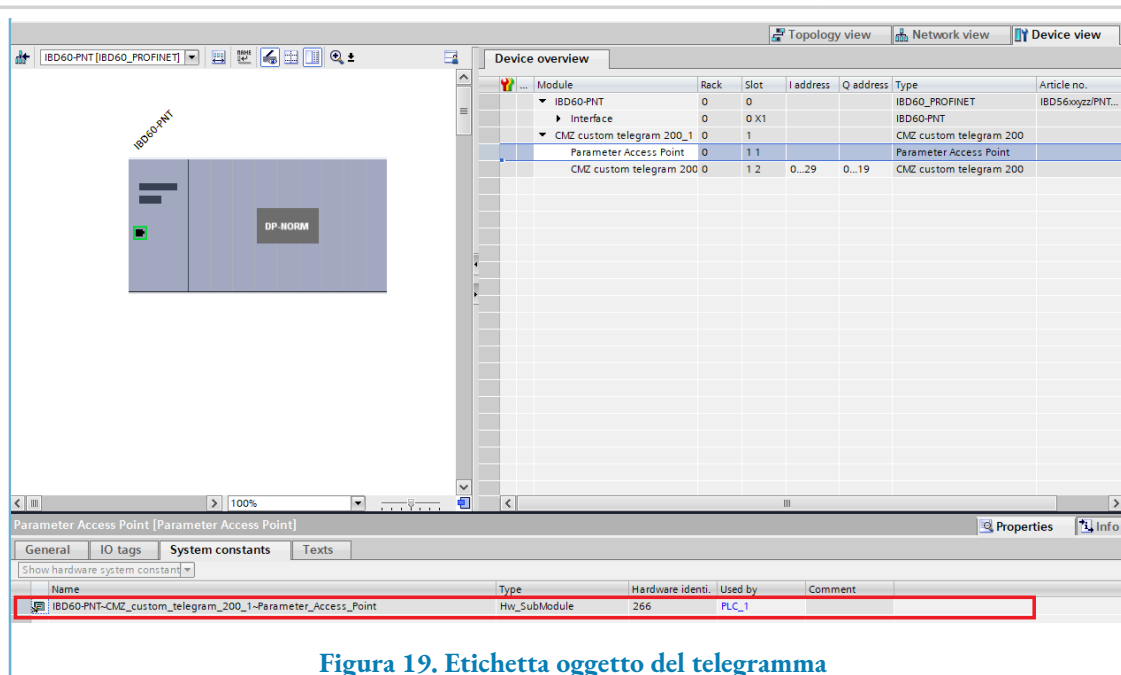 Topology view Network view Device view
IBD60-PNT [IBD60_PROFINET]
Device overview
... Module Rack Slot I address Q address Type Article no.
IBD60-PNT 0 0 IBD60_PROFINET IBD56xxyzz/PNT...
Interface 0 0 X1 IBD60-PNT
CMZ custom telegram 200_1 0 1 CMZ custom telegram 200
Parameter Access Point 0 1 1 Parameter Access Point
CMZ custom telegram 200 0 1 2 0...29 0...19 CMZ custom telegram 200
IBD60-PNT
DP-NORM
100%
Parameter Access Point [Parameter Access Point]
Properties Info
General IO tags System constants Texts
Show hardware system constant
Name Type Hardware identi. Used by Comment
IBD60-PNT~CMZ_custom_telegram_200_1~Parameter_Access_Point Hw_SubModule 266 PLC_1
Figura 19. Etichetta oggetto del telegramma